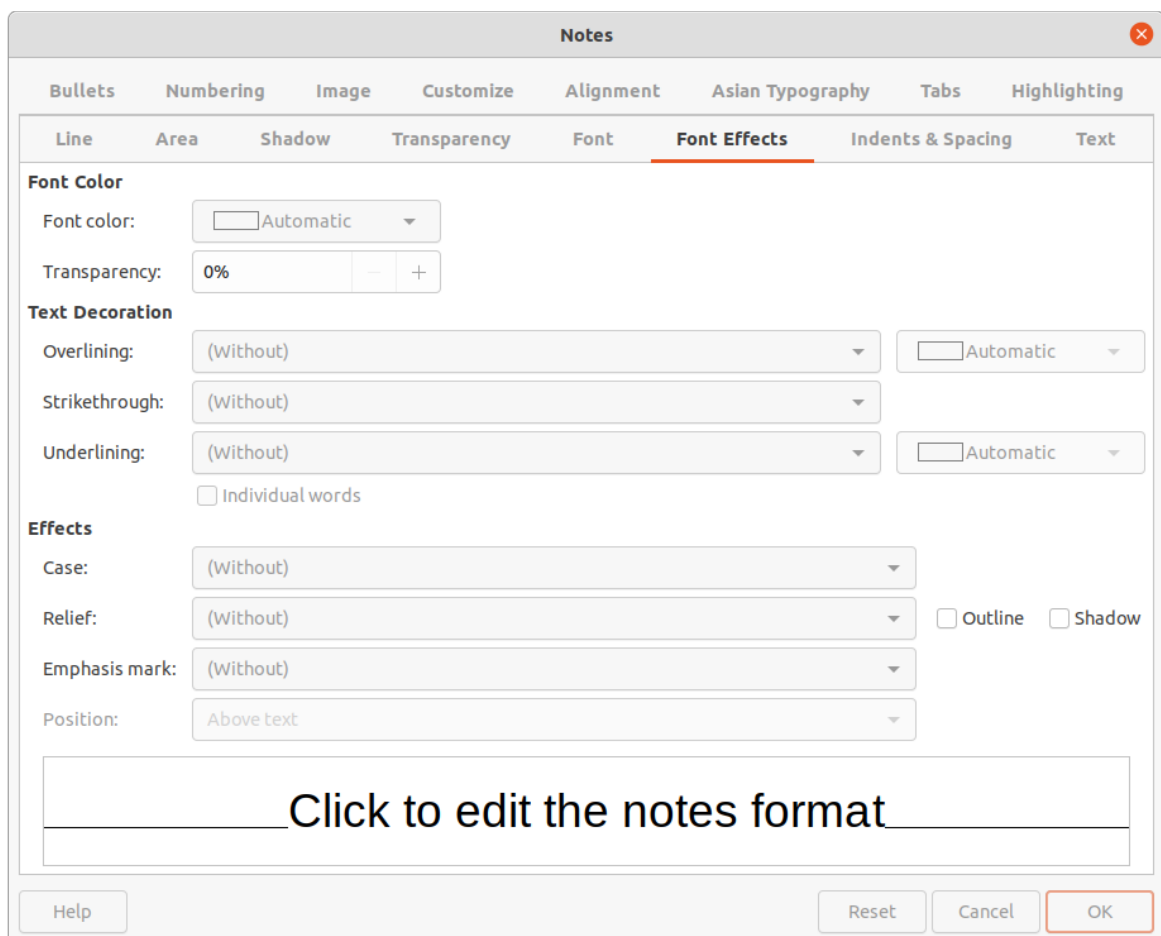 Notes
Bullets Numbering Image Customize Alignment Asian Typography Tabs Highlighting
Line Area Shadow Transparency Font Font Effects Indents & Spacing Text
Font Color
Font color: Automatic
Transparency: 0%
Text Decoration
Overlining: (Without) Automatic
Strikethrough: (Without)
Underlining: (Without) Automatic
Individual words
Effects
Case: (Without)
Relief: (Without) Outline Shadow
Emphasis mark: (Without)
Position: Above text
Click to edit the notes format
Help Reset Cancel OK